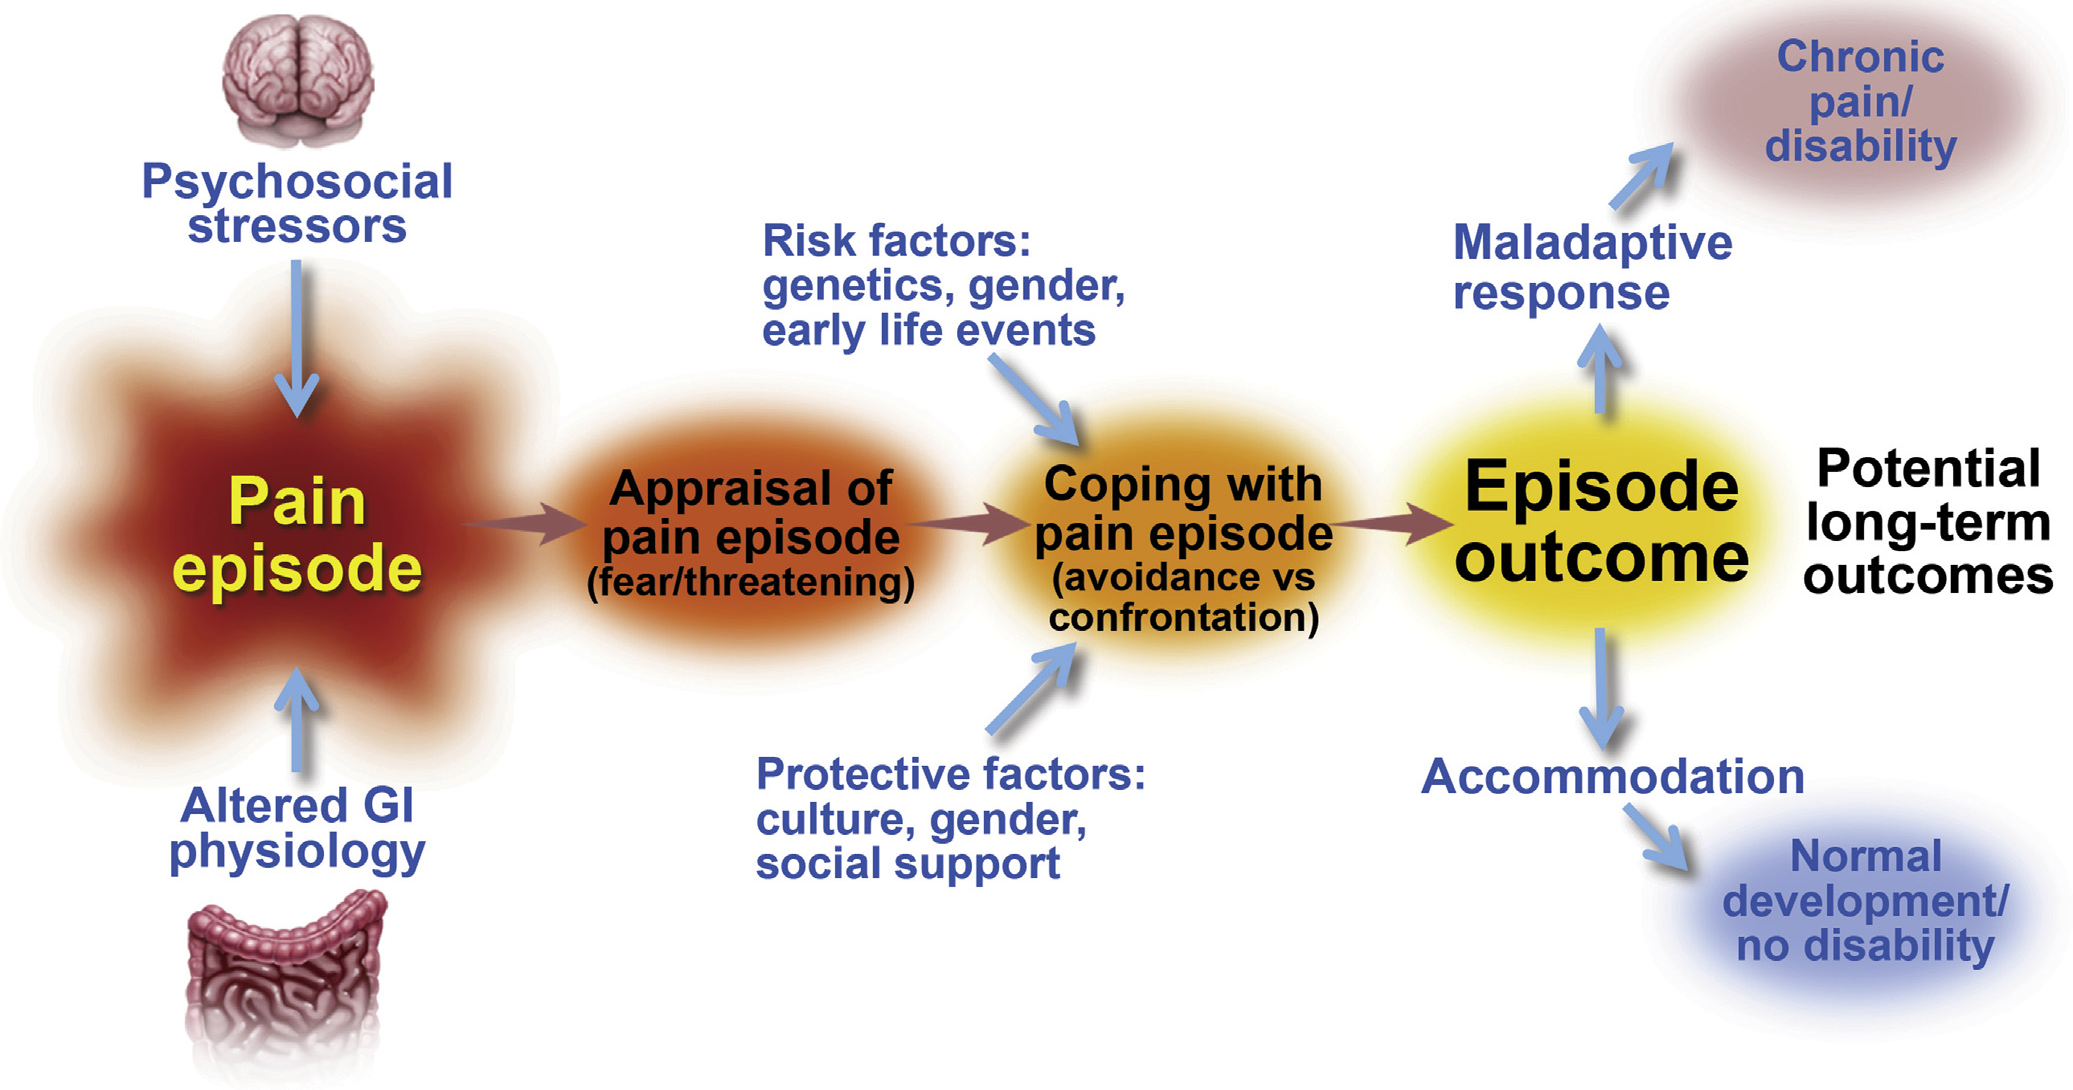 Psychosocial
stressors
Pain
episode
Altered GI
physiology
Appraisal of
pain episode
(fear/threatening)
Risk factors:
genetics, gender,
early life events
Coping with
pain episode
(avoidance vs
confrontation)
Protective factors:
culture, gender,
social support
Episode
outcome
Maladaptive
response
Chronic
pain/
disability
Potential
long-term
outcomes
Accommodation
Normal
development/
no disability